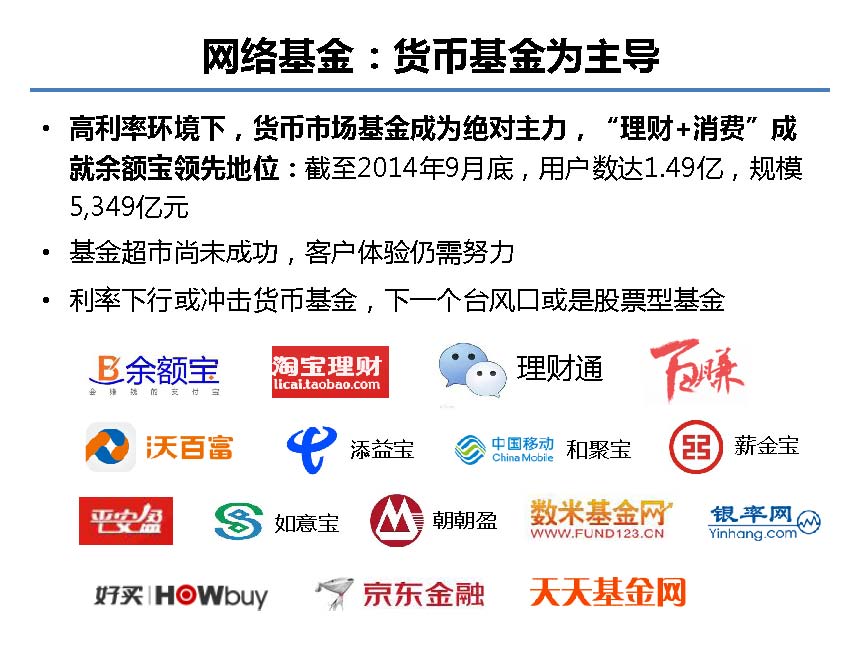 网络基金：货币基金为主导
• 高利率环境下，货币市场基金成为绝对主力，“理财+消费”成
就余额宝领先地位：截至2014年9月底，用户数达1.49亿，规模
5,349亿元
• 基金超市尚未成功，客户体验仍需努力
• 利率下行或冲击货币基金，下一个台风口或是股票型基金
余额宝
会赚钱的支付宝
淘宝理财
licai.taobao.com
理财通
百赚
沃百富
添益宝
中国移动
China Mobile
和聚宝
薪金宝
平安盈
如意宝
朝朝盈
数米基金网
WWW.FUND123.CN
银率网
Yinhang.com
好买|HOWbuy
京东金融
天天基金网